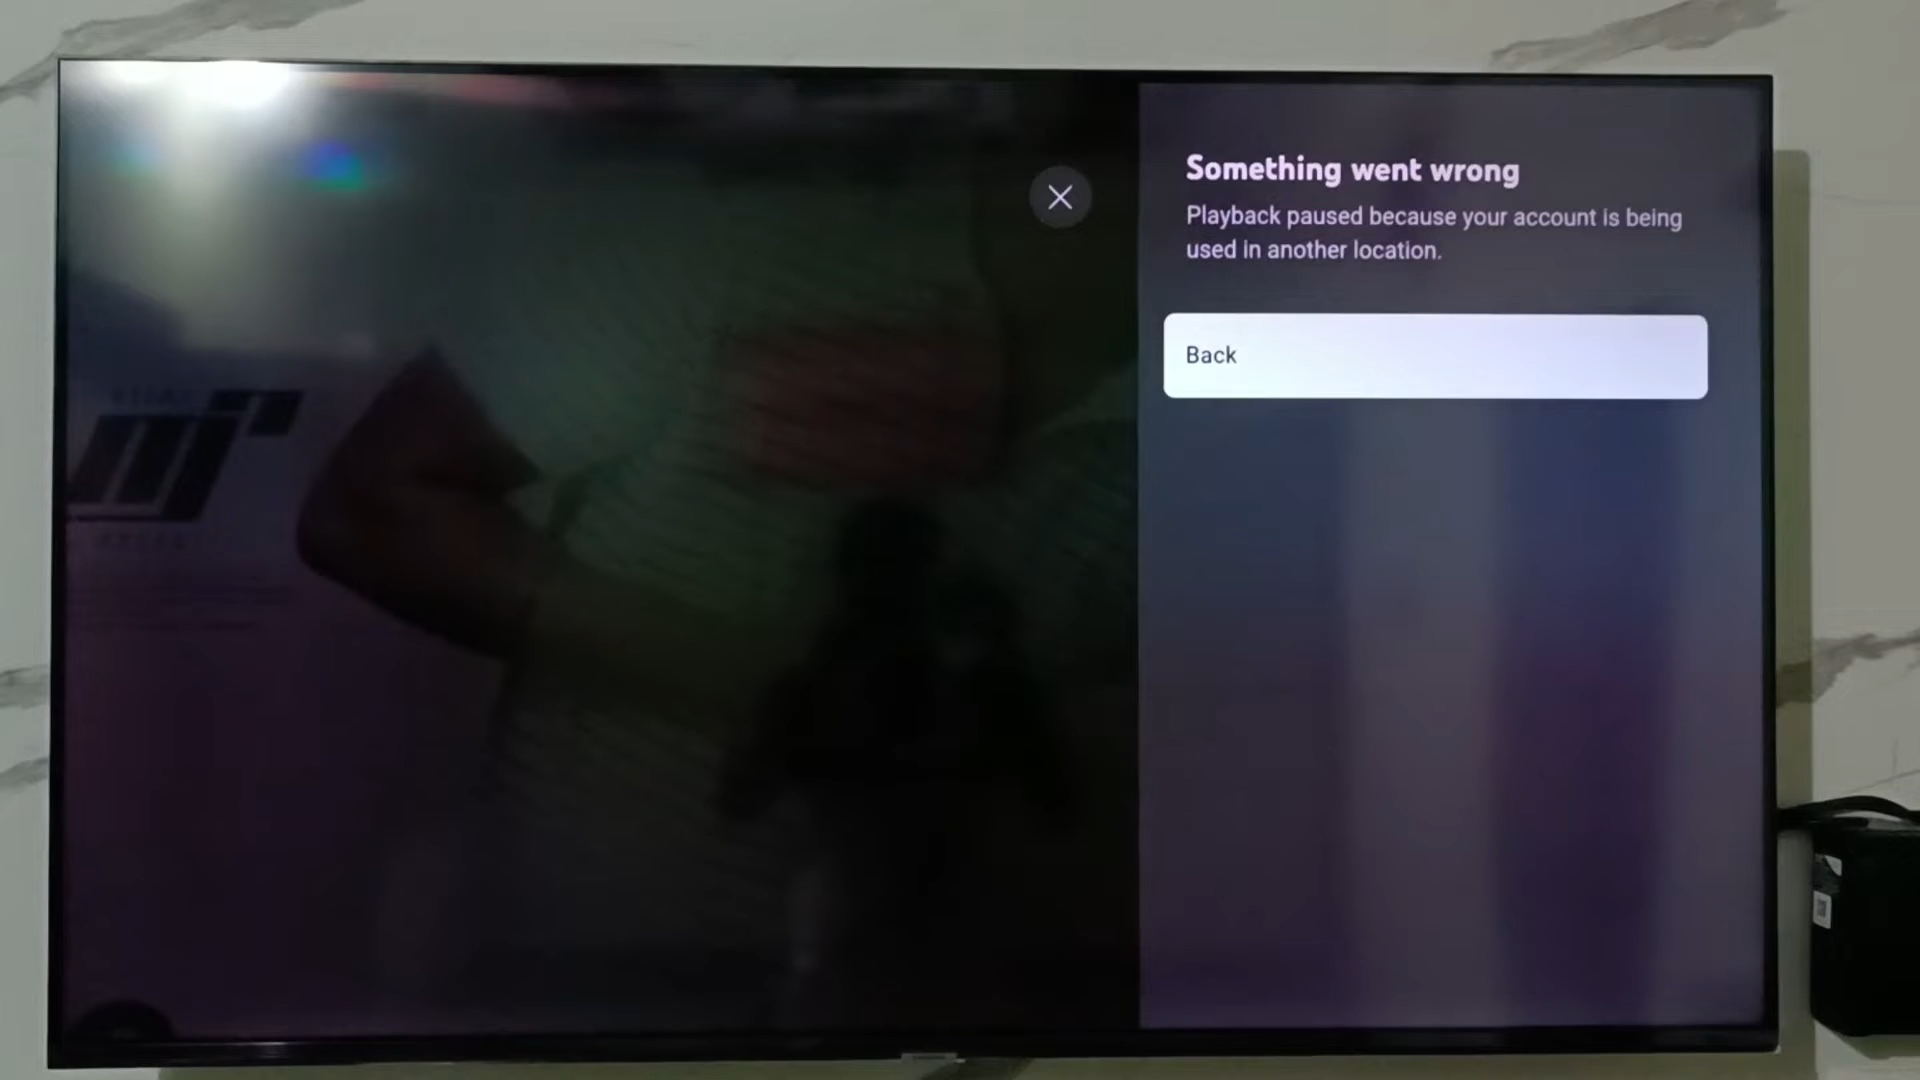 Something went wrong
Playback paused because your account is being
used in another location.
Back